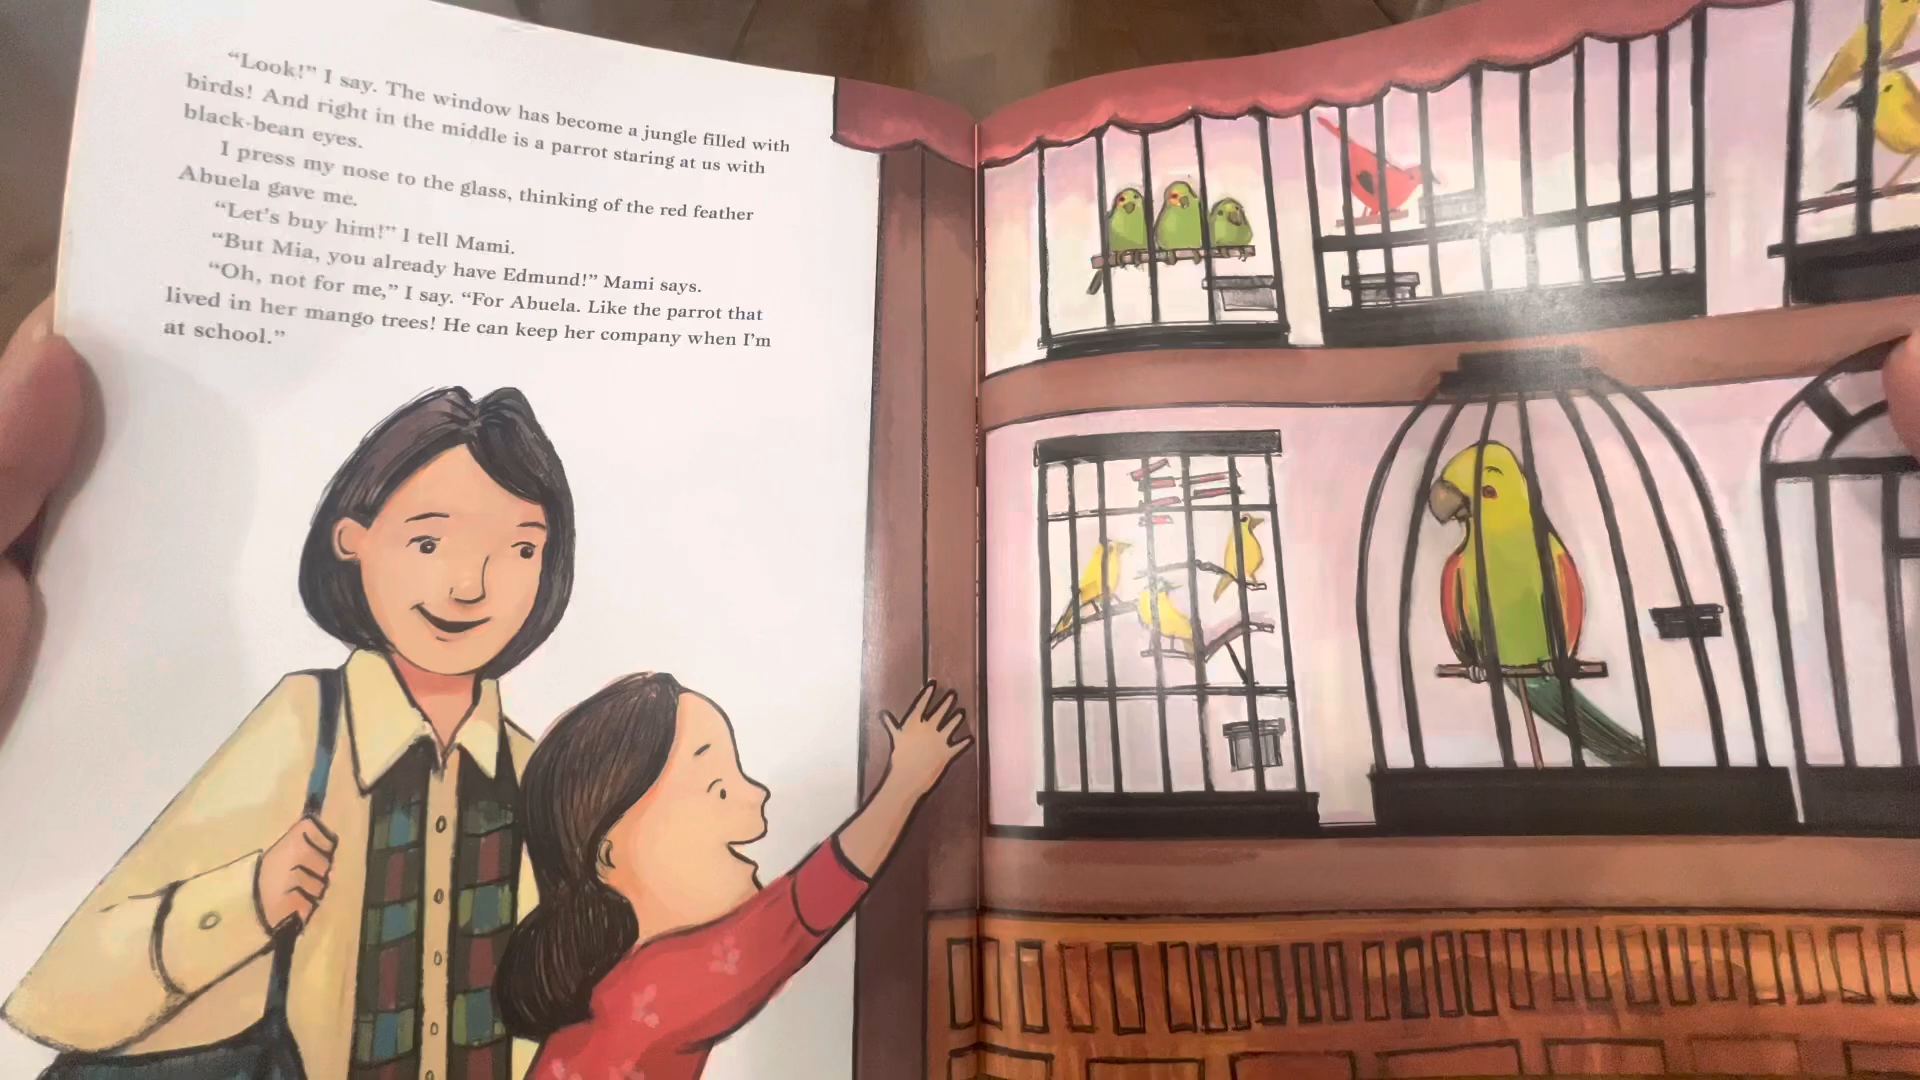 “Look!” I say. The window has become a jungle filled with
birds! And right in the middle is a parrot staring at us with
black-bean eyes.
I press my nose to the glass, thinking of the red feather
Abuela gave me.
“Let’s buy him!” I tell Mami.
“But Mia, you already have Edmund!” Mami says.
“Oh, not for me,” I say. “For Abuela. Like the parrot that
lived in her mango trees! He can keep her company when I’m
at school.”